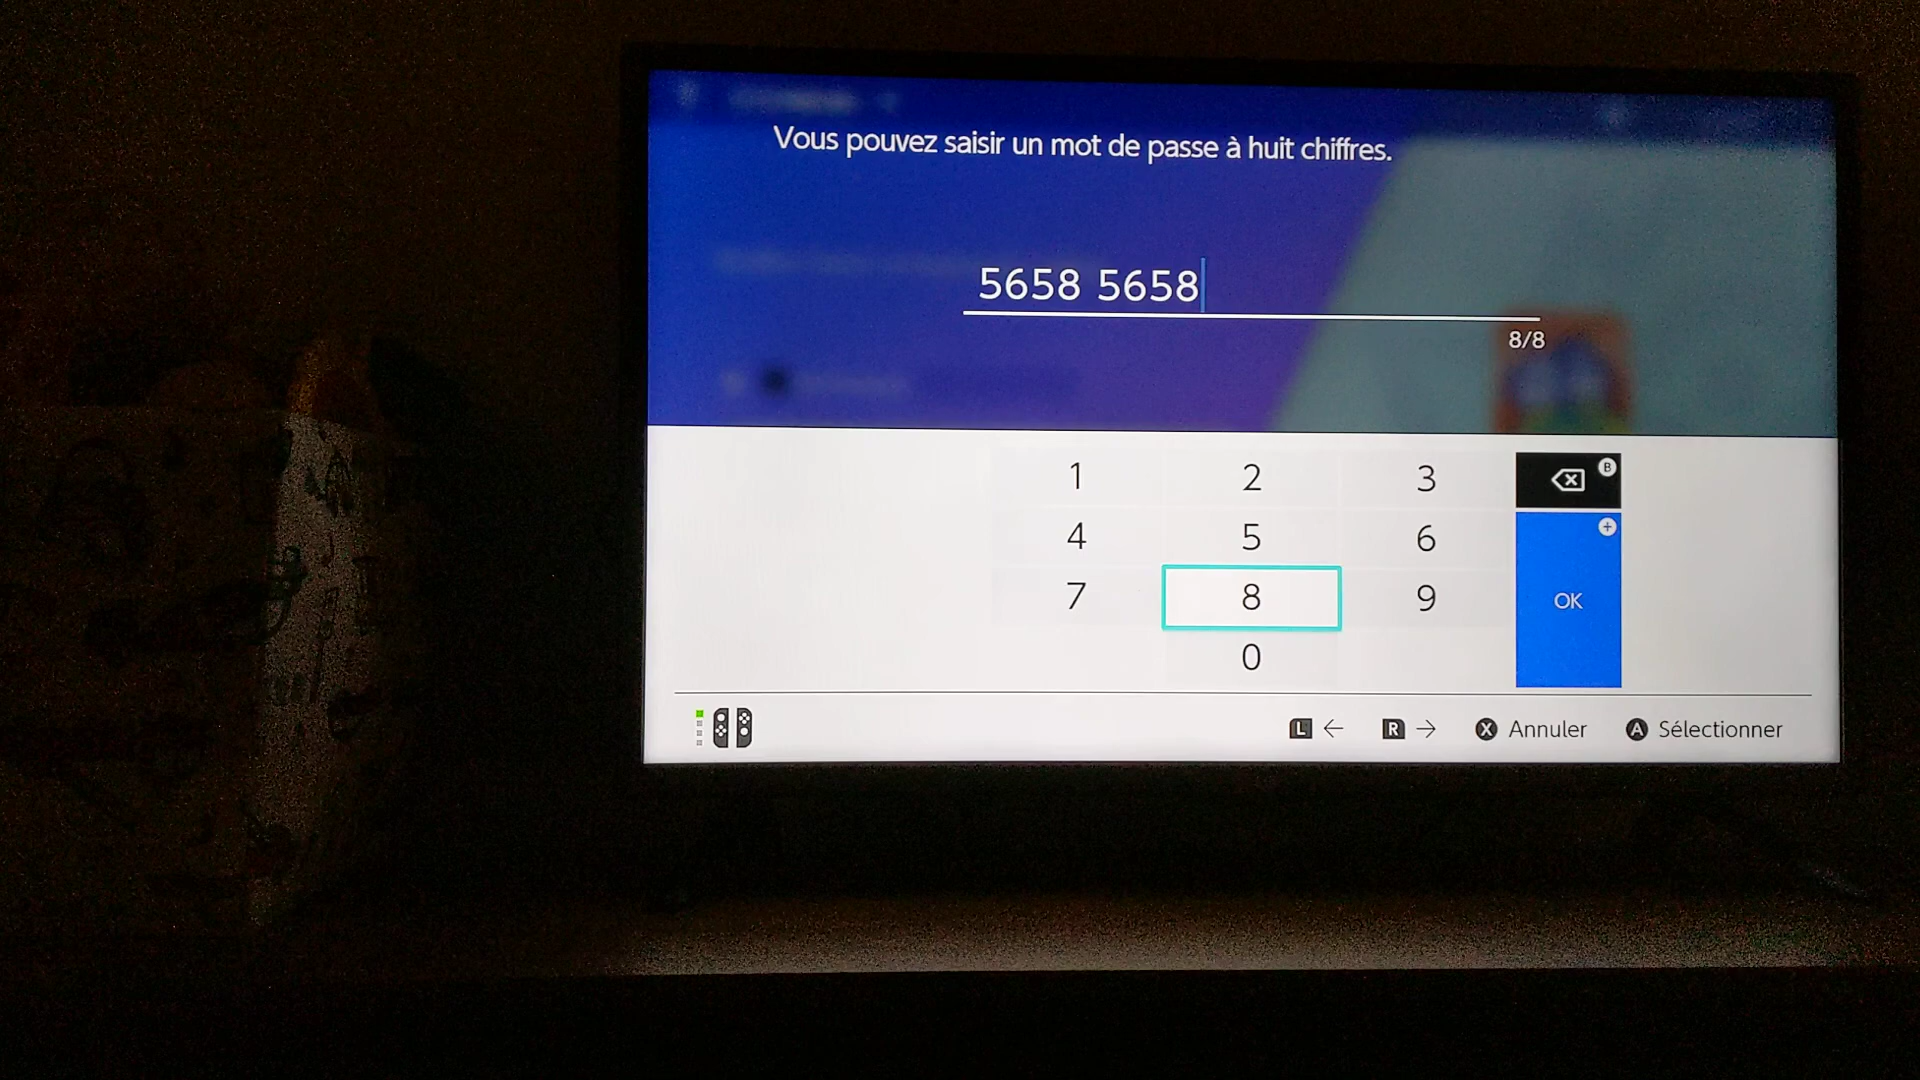 Vous pouvez saisir un mot de passe à huit chiffres.
5658 5658
8/8
1 2 3 B
4 5 6 +
7 8 9 OK
0
L ← R → X Annuler A Sélectionner